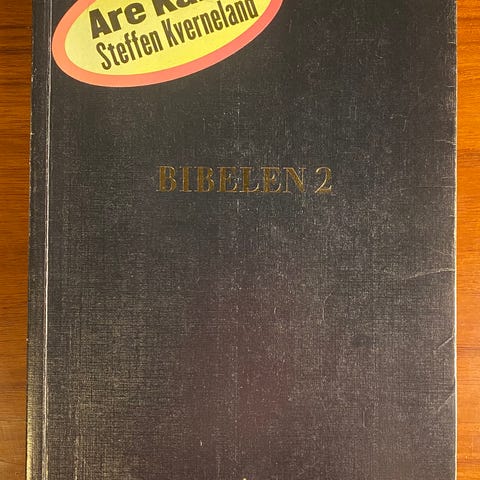 Are
Steffen Kverneland
BIBELEN 2